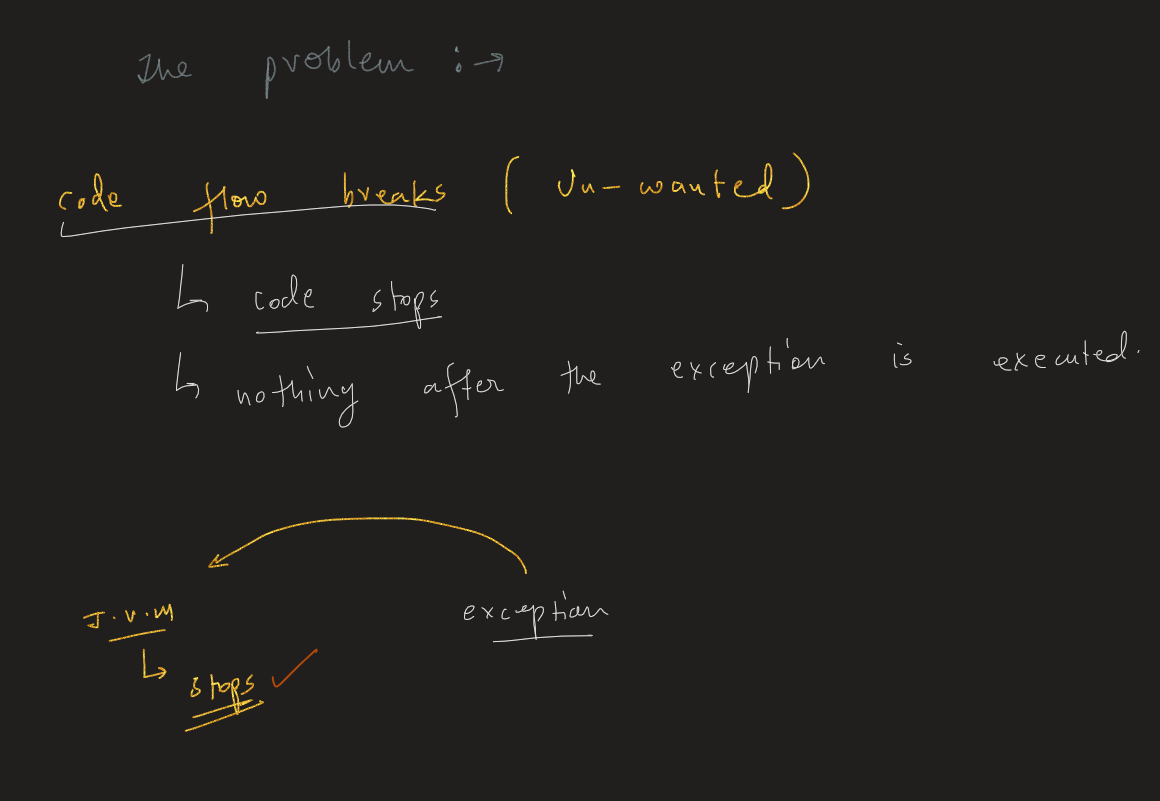 The problem :→
code flow breaks ( Un-wanted )
↳ code stops
↳ nothing after the exception is executed.
J.V.M exception
↳ stops ✓